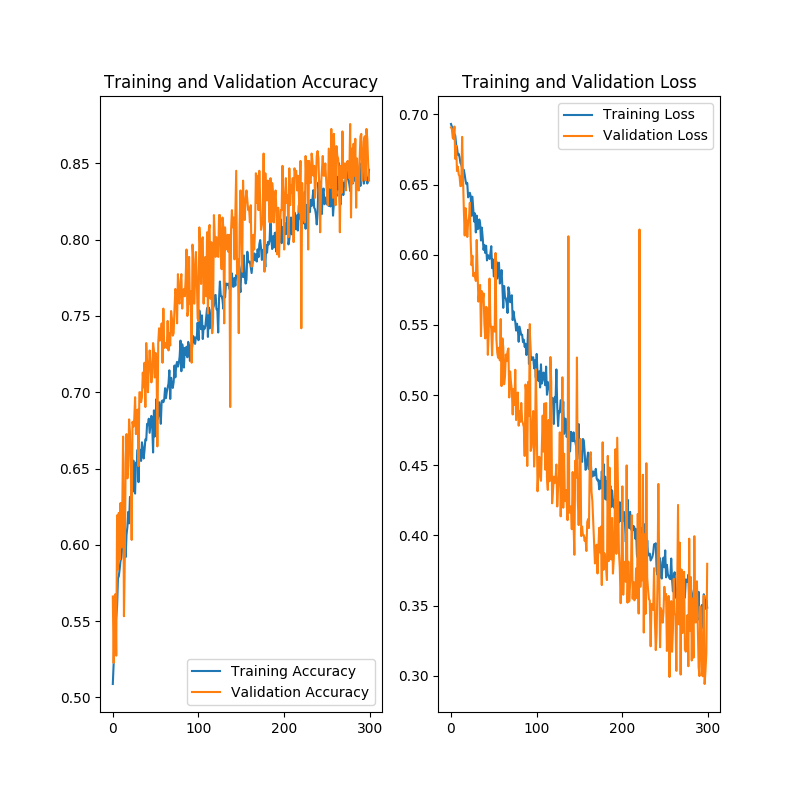 Training and Validation Accuracy
0.85
0.80
0.75
0.70
0.65
0.60
0.55
0.50
Training Accuracy
Validation Accuracy
0 100 200 300
Training and Validation Loss
0.70
0.65
0.60
0.55
0.50
0.45
0.40
0.35
0.30
Training Loss
Validation Loss
0 100 200 300